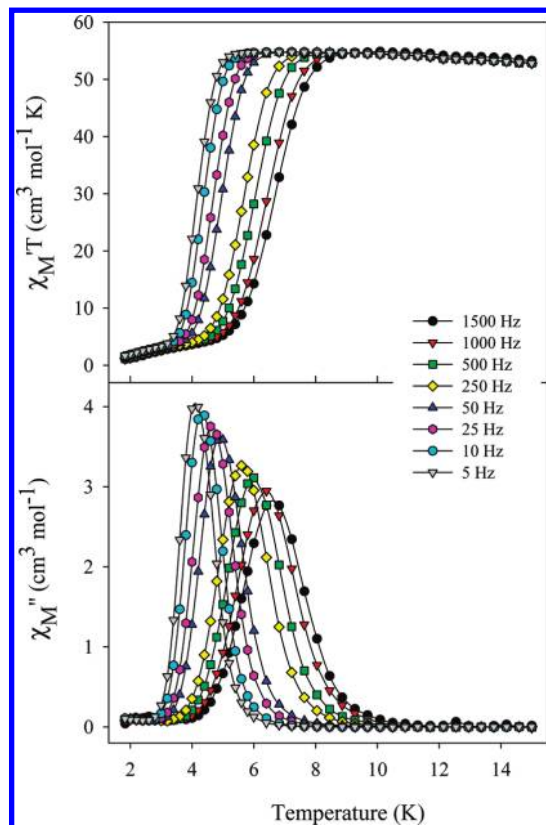 χM'T (cm³ mol⁻¹ K)
60
50
40
30
20
10
0
1500 Hz
1000 Hz
500 Hz
250 Hz
50 Hz
25 Hz
10 Hz
5 Hz
χM" (cm³ mol⁻¹)
4
3
2
1
0
2 4 6 8 10 12 14
Temperature (K)